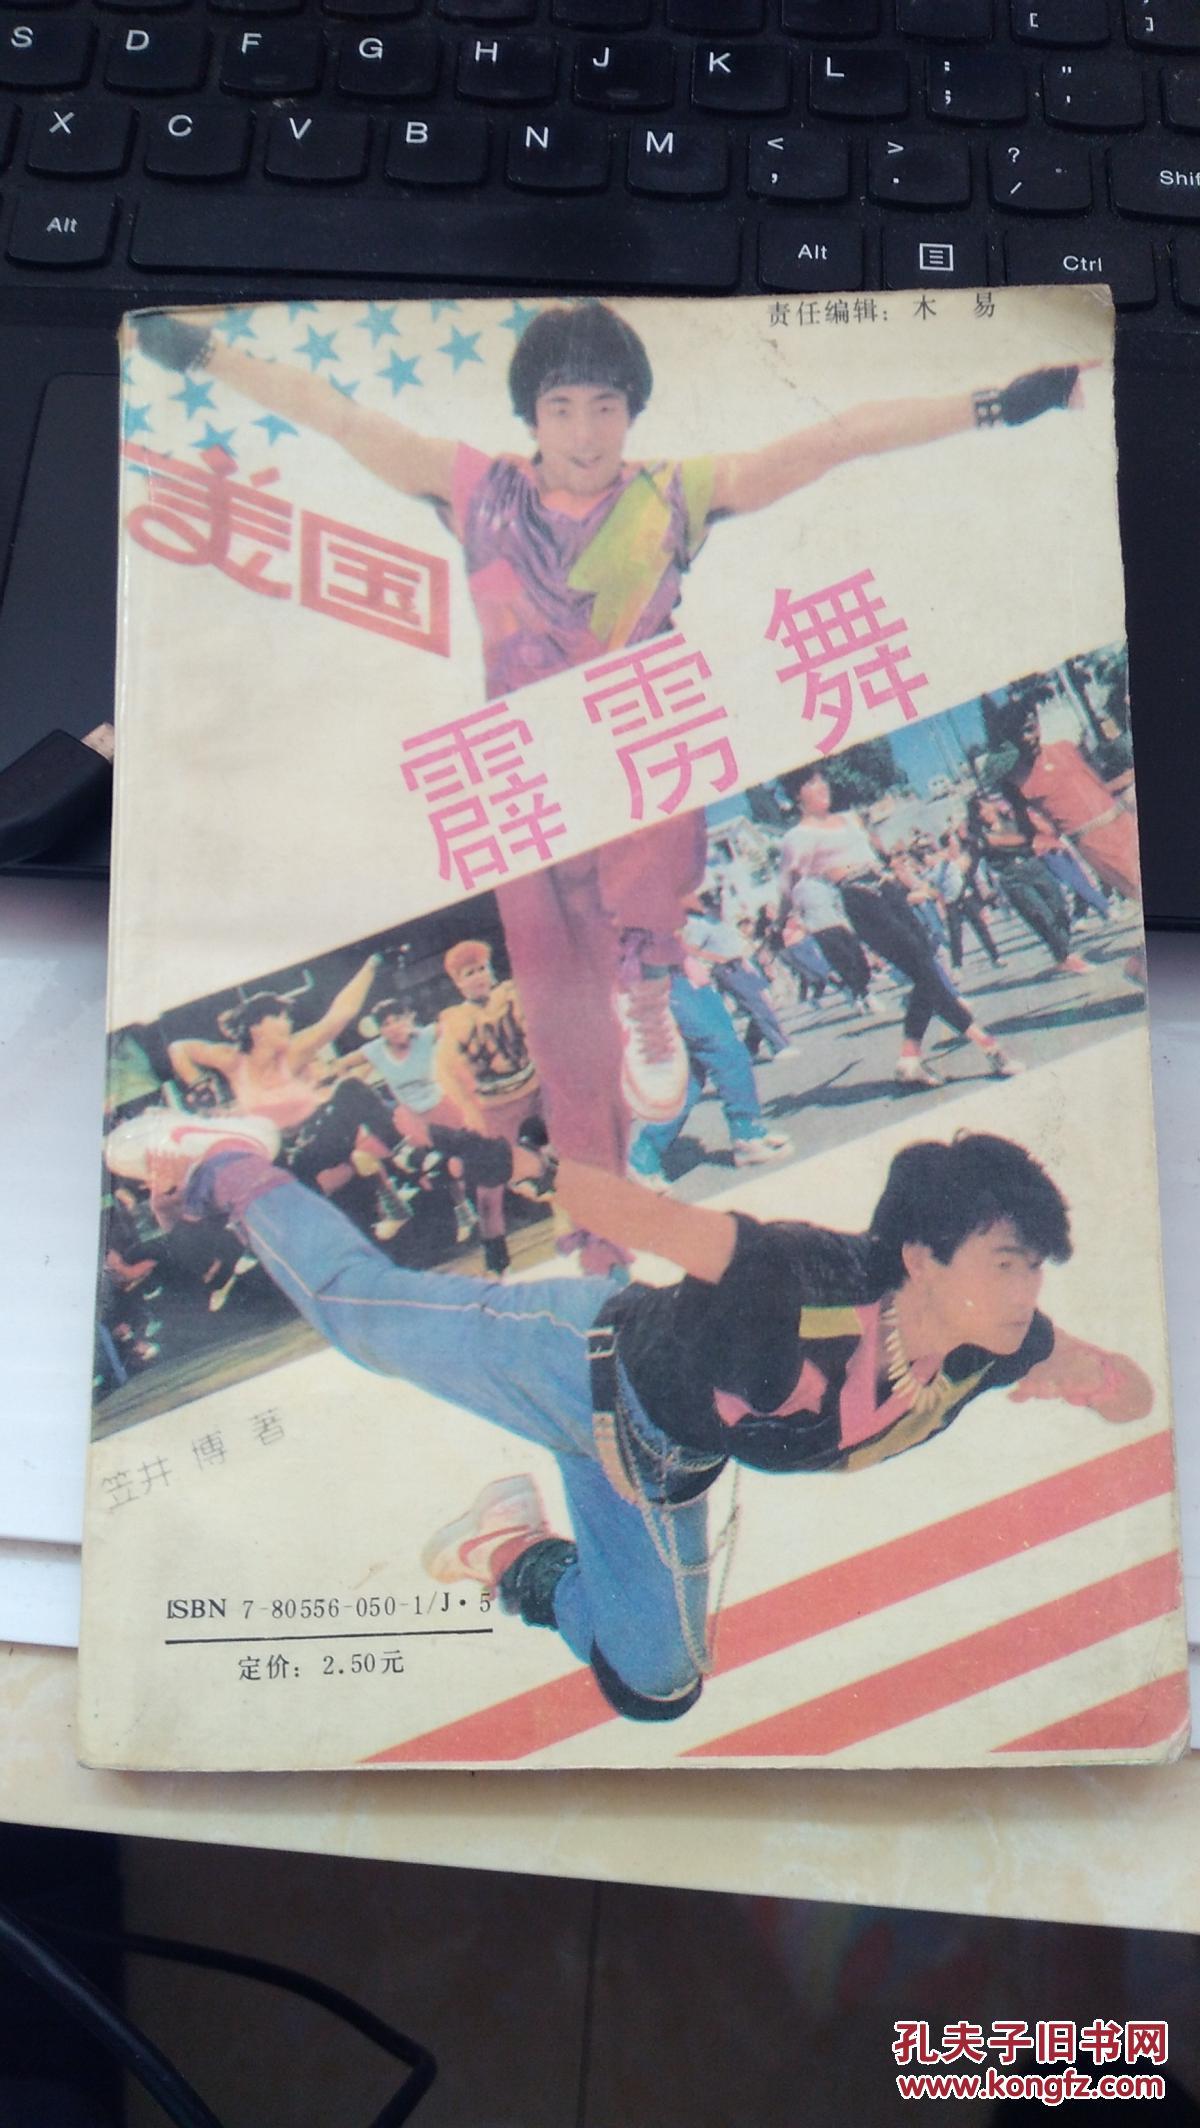 [ ]
S D F G H J K L : ; " '
X C V B N M < , > . ? / Shif
Alt Alt Ctrl
责任编辑：木 易
美国
霹雳舞
笠井 博 著
ISBN 7-80556-050-1/J·5
定价：2.50元
孔夫子旧书网
www.kongfz.com